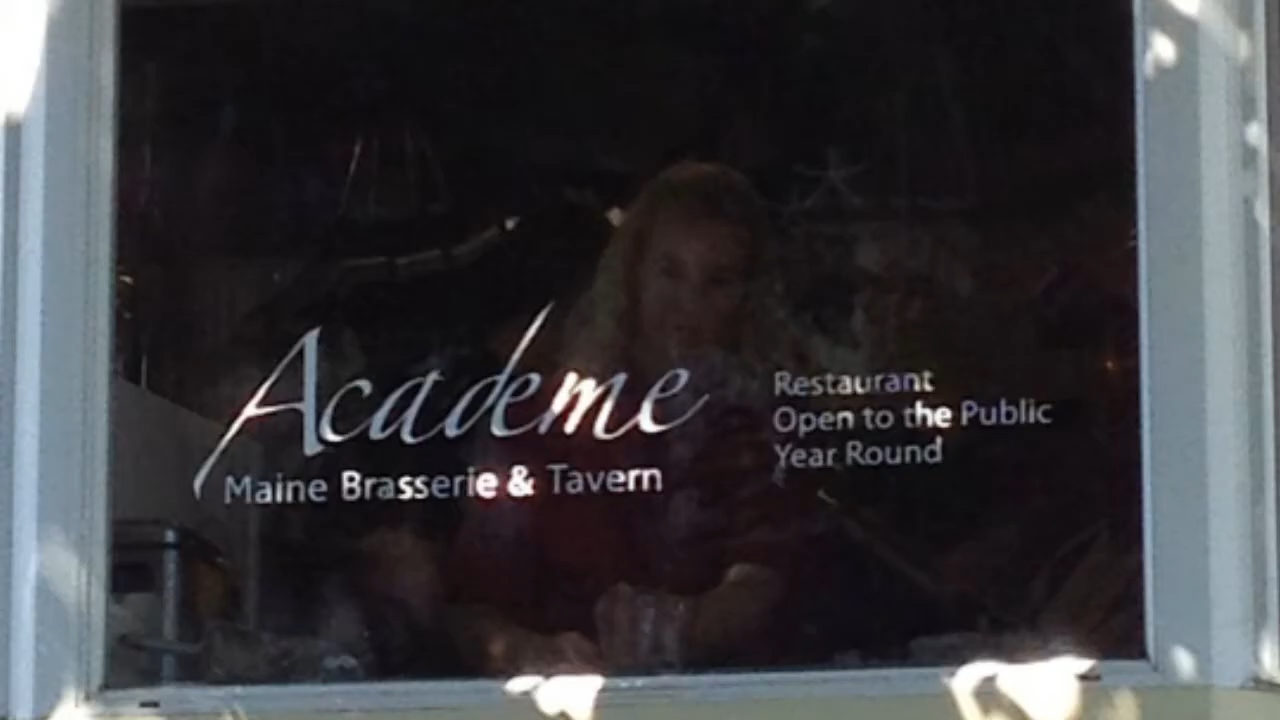 Academe
Maine Brasserie & Tavern
Restaurant
Open to the Public
Year Round